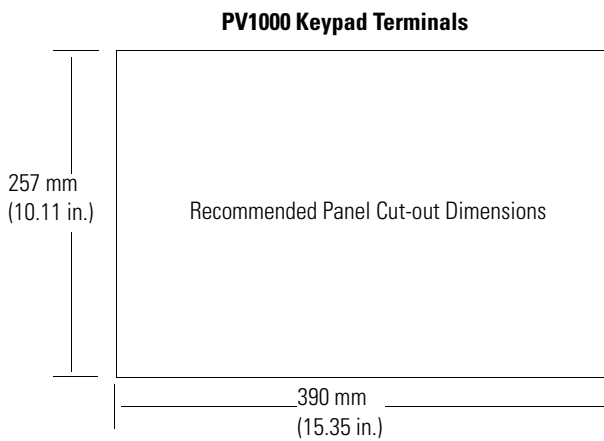 PV1000 Keypad Terminals
257 mm
(10.11 in.)
Recommended Panel Cut-out Dimensions
390 mm
(15.35 in.)